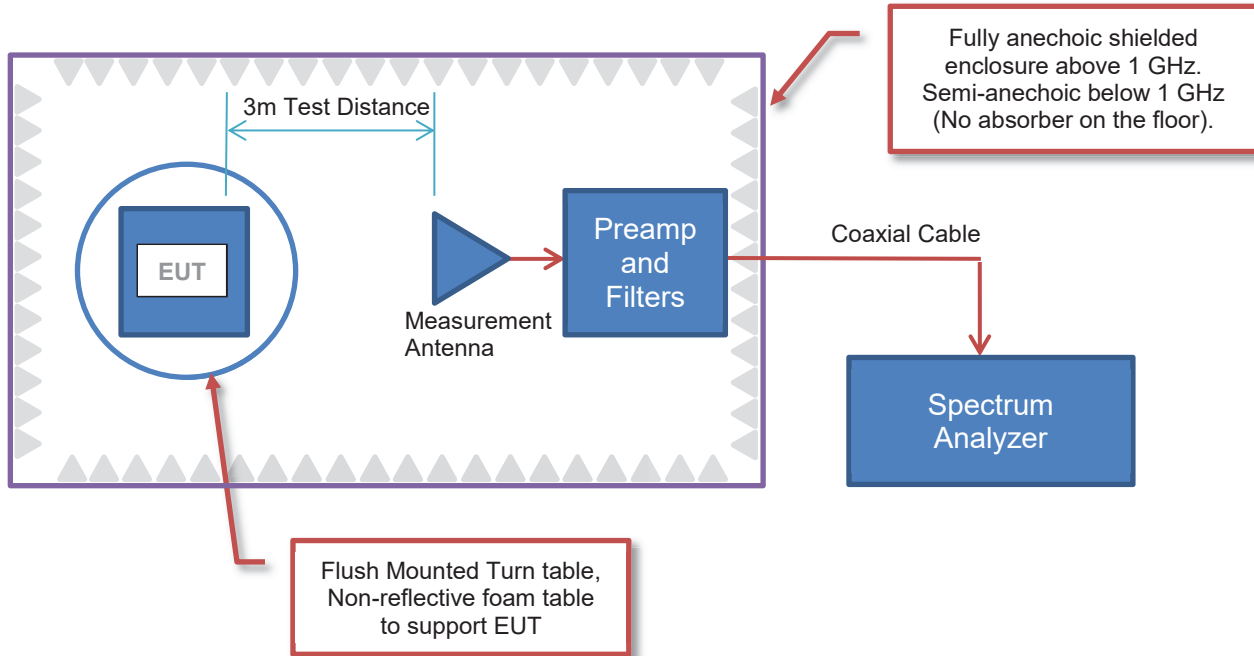 Fully anechoic shielded
enclosure above 1 GHz.
Semi-anechoic below 1 GHz
(No absorber on the floor).
3m Test Distance
EUT
Preamp
and
Filters
Coaxial Cable
Measurement
Antenna
Spectrum
Analyzer
Flush Mounted Turn table,
Non-reflective foam table
to support EUT